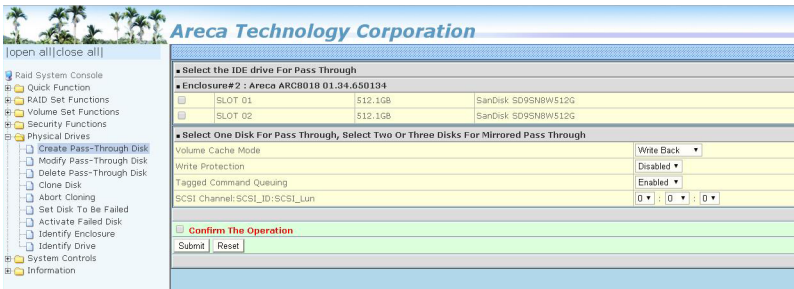 Areca Technology Corporation
|open all|close all|
Raid System Console
Quick Function
RAID Set Functions
Volume Set Functions
Security Functions
Physical Drives
Create Pass-Through Disk
Modify Pass-Through Disk
Delete Pass-Through Disk
Clone Disk
Abort Cloning
Set Disk To Be Failed
Activate Failed Disk
Identify Enclosure
Identify Drive
System Controls
Information
Select the IDE drive For Pass Through
Enclosure#2 : Areca ARC8018 01.34.650134
SLOT 01 512.1GB SanDisk SD9SN8W512G
SLOT 02 512.1GB SanDisk SD9SN8W512G
Select One Disk For Pass Through, Select Two Or Three Disks For Mirrored Pass Through
Volume Cache Mode Write Back
Write Protection Disabled
Tagged Command Queuing Enabled
SCSI Channel:SCSI_ID:SCSI_Lun 0 : 0 : 0
Confirm The Operation
Submit Reset